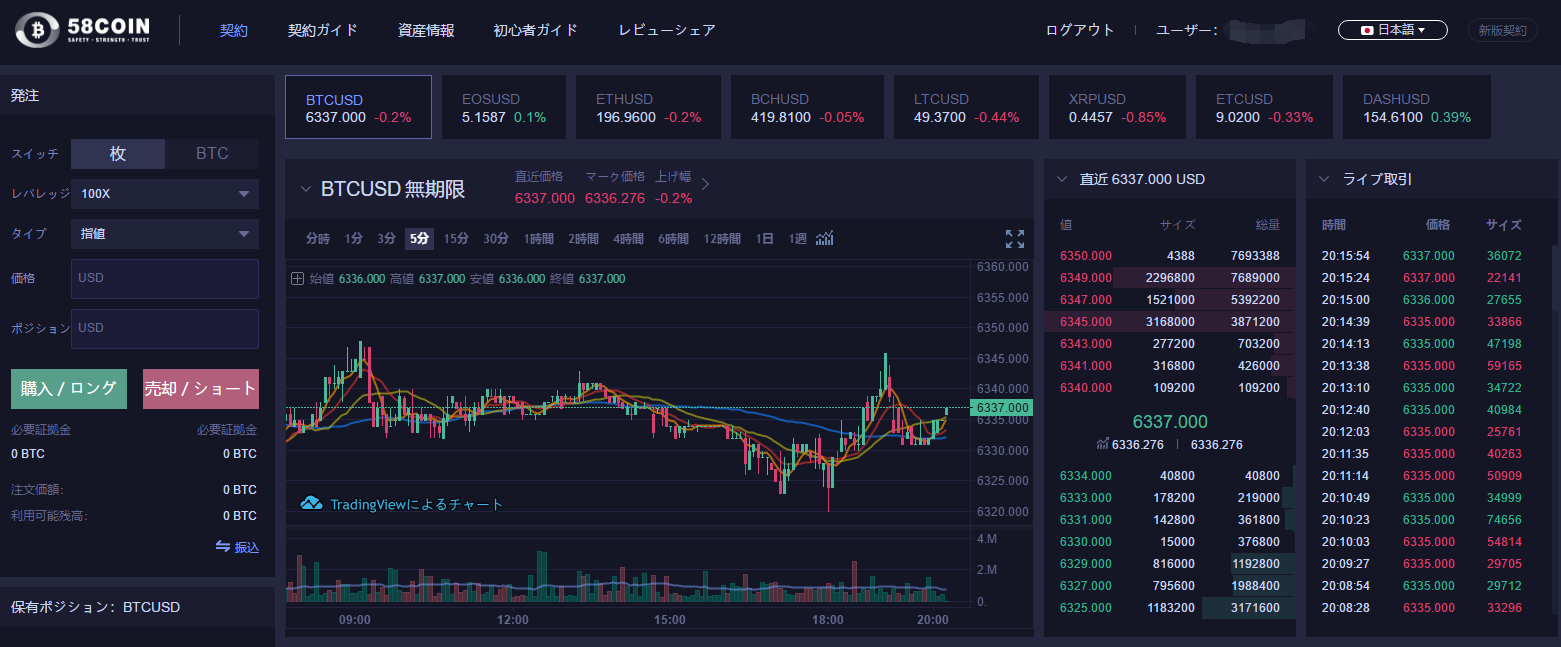 58COIN
SAFETY · STRENGTH · TRUST
契約 契約ガイド 資産情報 初心者ガイド レビューシェア
ログアウト ユーザー: 日本語 新版契約
発注
スイッチ 枚 BTC
レバレッジ 100X
タイプ 指値
価格 USD
ポジション USD
購入 / ロング 売却 / ショート
必要証拠金 必要証拠金
0 BTC 0 BTC
注文価額: 0 BTC
利用可能残高: 0 BTC
振込
保有ポジション: BTCUSD
BTCUSD
6337.000 -0.2%
EOSUSD
5.1587 0.1%
ETHUSD
196.9600 -0.2%
BCHUSD
419.8100 -0.05%
LTCUSD
49.3700 -0.44%
XRPUSD
0.4457 -0.85%
ETCUSD
9.0200 -0.33%
DASHUSD
154.6100 0.39%
BTCUSD 無期限
直近価格 マーク価格 上げ幅
6337.000 6336.276 -0.2%
分時 1分 3分 5分 15分 30分 1時間 2時間 4時間 6時間 12時間 1日 1週
始値 6336.000 高値 6337.000 安値 6336.000 終値 6337.000
6360.000
6355.000
6350.000
6345.000
6340.000
6337.000
6335.000
6330.000
6325.000
6320.000
TradingViewによるチャート
4.M
2.M
0.
09:00 12:00 15:00 18:00 20:00
直近 6337.000 USD
値 サイズ 総量
6350.000 4388 7693388
6349.000 2296800 7689000
6347.000 1521000 5392200
6345.000 3168000 3871200
6343.000 277200 703200
6341.000 316800 426000
6340.000 109200 109200
6337.000
6336.276 | 6336.276
6334.000 40800 40800
6333.000 178200 219000
6331.000 142800 361800
6330.000 15000 376800
6329.000 816000 1192800
6327.000 795600 1988400
6325.000 1183200 3171600
ライブ取引
時間 価格 サイズ
20:15:54 6337.000 36072
20:15:24 6337.000 22141
20:15:00 6336.000 27655
20:14:39 6335.000 33866
20:14:13 6335.000 47198
20:13:38 6335.000 59165
20:13:10 6335.000 34722
20:12:40 6335.000 40984
20:12:03 6335.000 25761
20:11:35 6335.000 40263
20:11:14 6335.000 50909
20:10:49 6335.000 34999
20:10:23 6335.000 74656
20:10:03 6335.000 54814
20:09:27 6335.000 29705
20:08:54 6335.000 29712
20:08:28 6335.000 33296